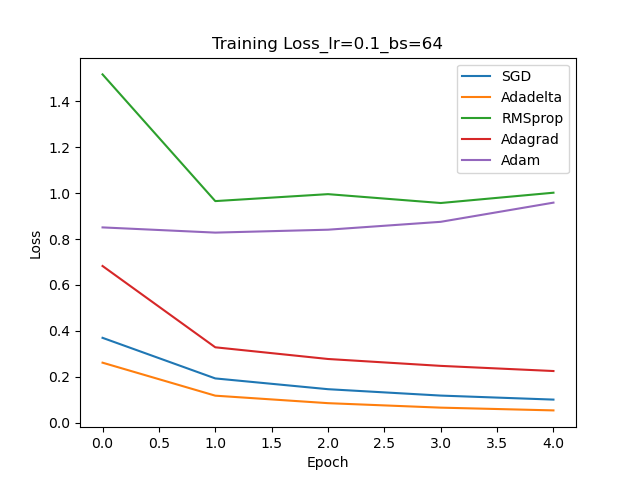 Training Loss_lr=0.1_bs=64
SGD
Adadelta
RMSprop
Adagrad
Adam
Loss
1.4
1.2
1.0
0.8
0.6
0.4
0.2
0.0
0.0 0.5 1.0 1.5 2.0 2.5 3.0 3.5 4.0
Epoch